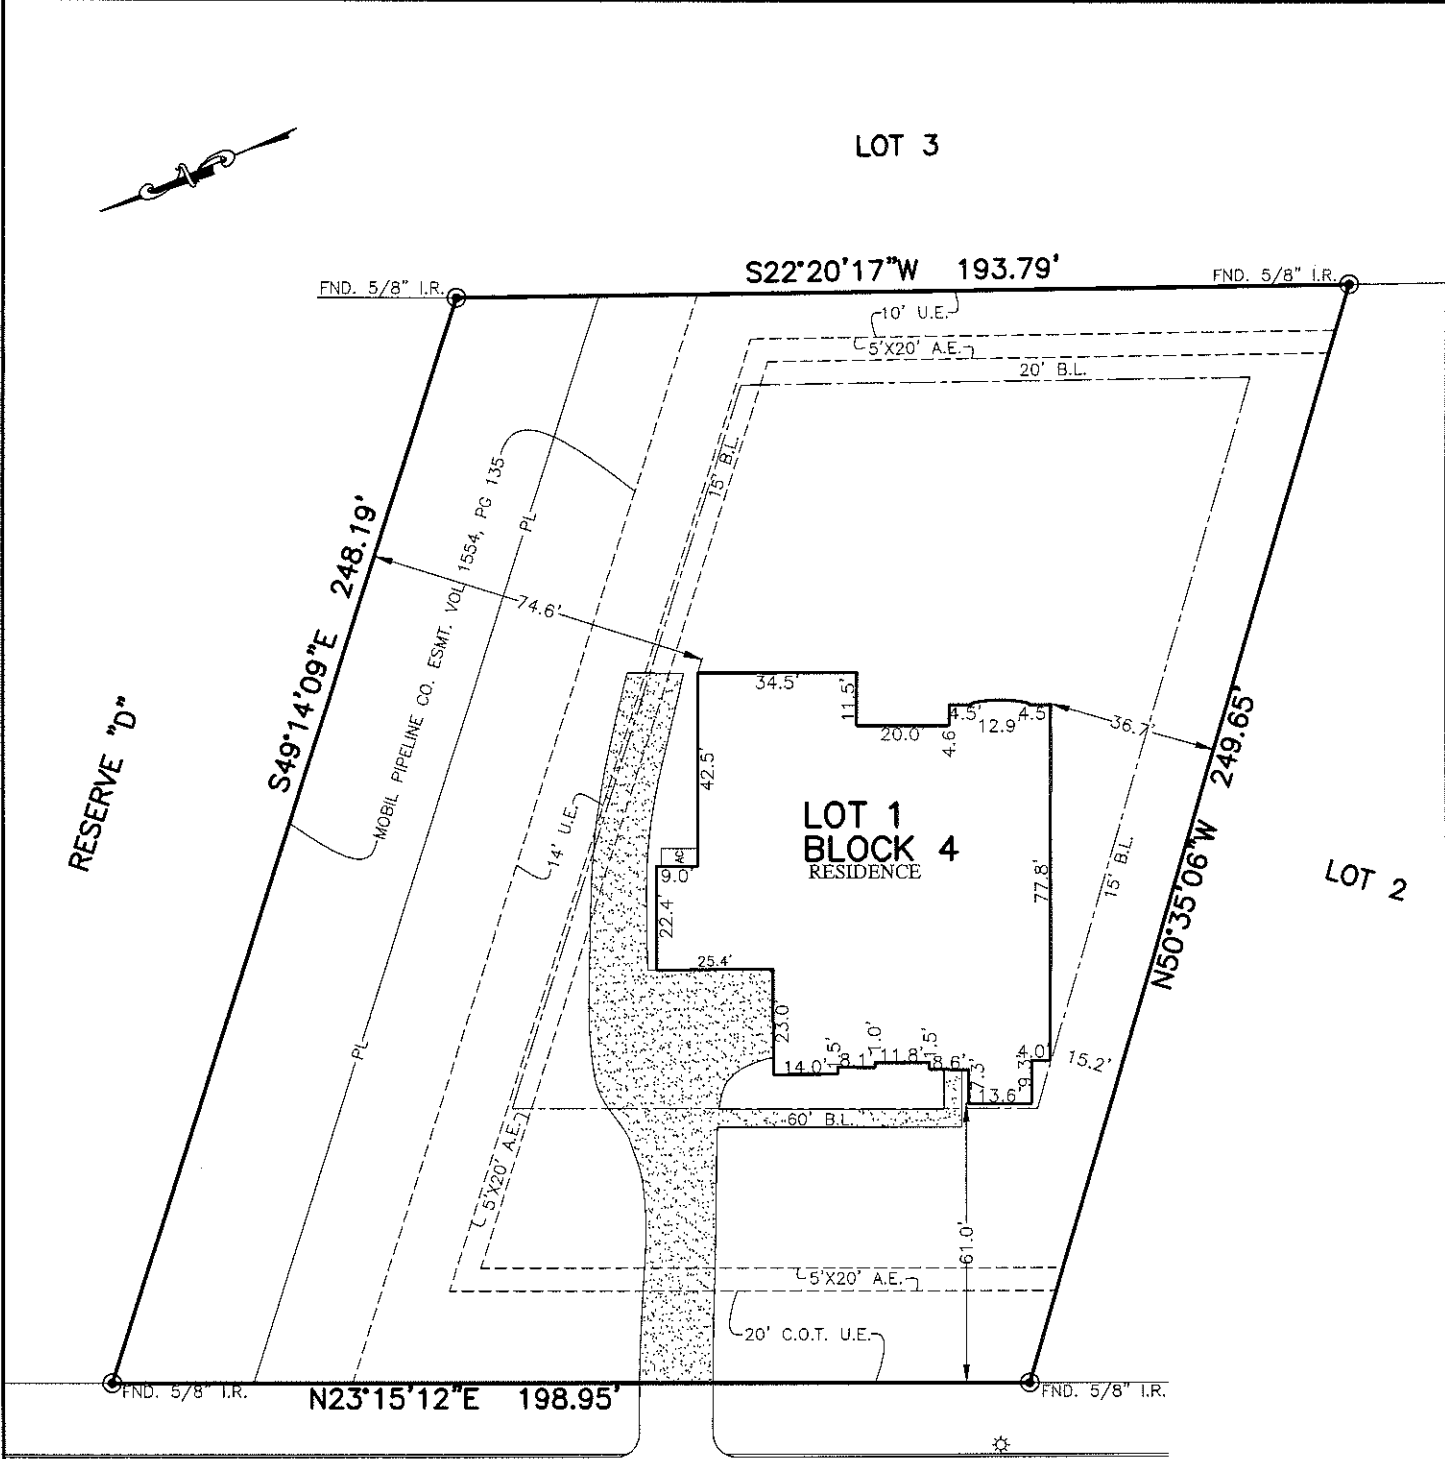 LOT 3
S22°20'17"W 193.79'
FND. 5/8" I.R.
FND. 5/8" I.R.
10' U.E.
5'X20' A.E.
20' B.L.
15' B.L.
MOBIL PIPELINE CO. ESMT. VOL 1554, PG 135
PL
S49°14'09"E 248.19'
74.6'
34.5'
11.5'
20.0'
4.6'
4.5'
12.9'
4.5'
36.7'
N50°35'06"W 249.65'
RESERVE "D"
42.5'
LOT 1
BLOCK 4
RESIDENCE
AC
9.0'
14' U.E.
22.4'
77.8'
15' B.L.
LOT 2
25.4'
23.0'
14.0'
1.5'
8.1'
1.0'
11.8'
1.5'
8.6'
7.3'
13.6'
9.3'
4.0'
15.2'
PL
60' B.L.
5'X20' A.E.
61.0'
5'X20' A.E.
20' C.O.T. U.E.
FND. 5/8" I.R.
N23°15'12"E 198.95'
FND. 5/8" I.R.